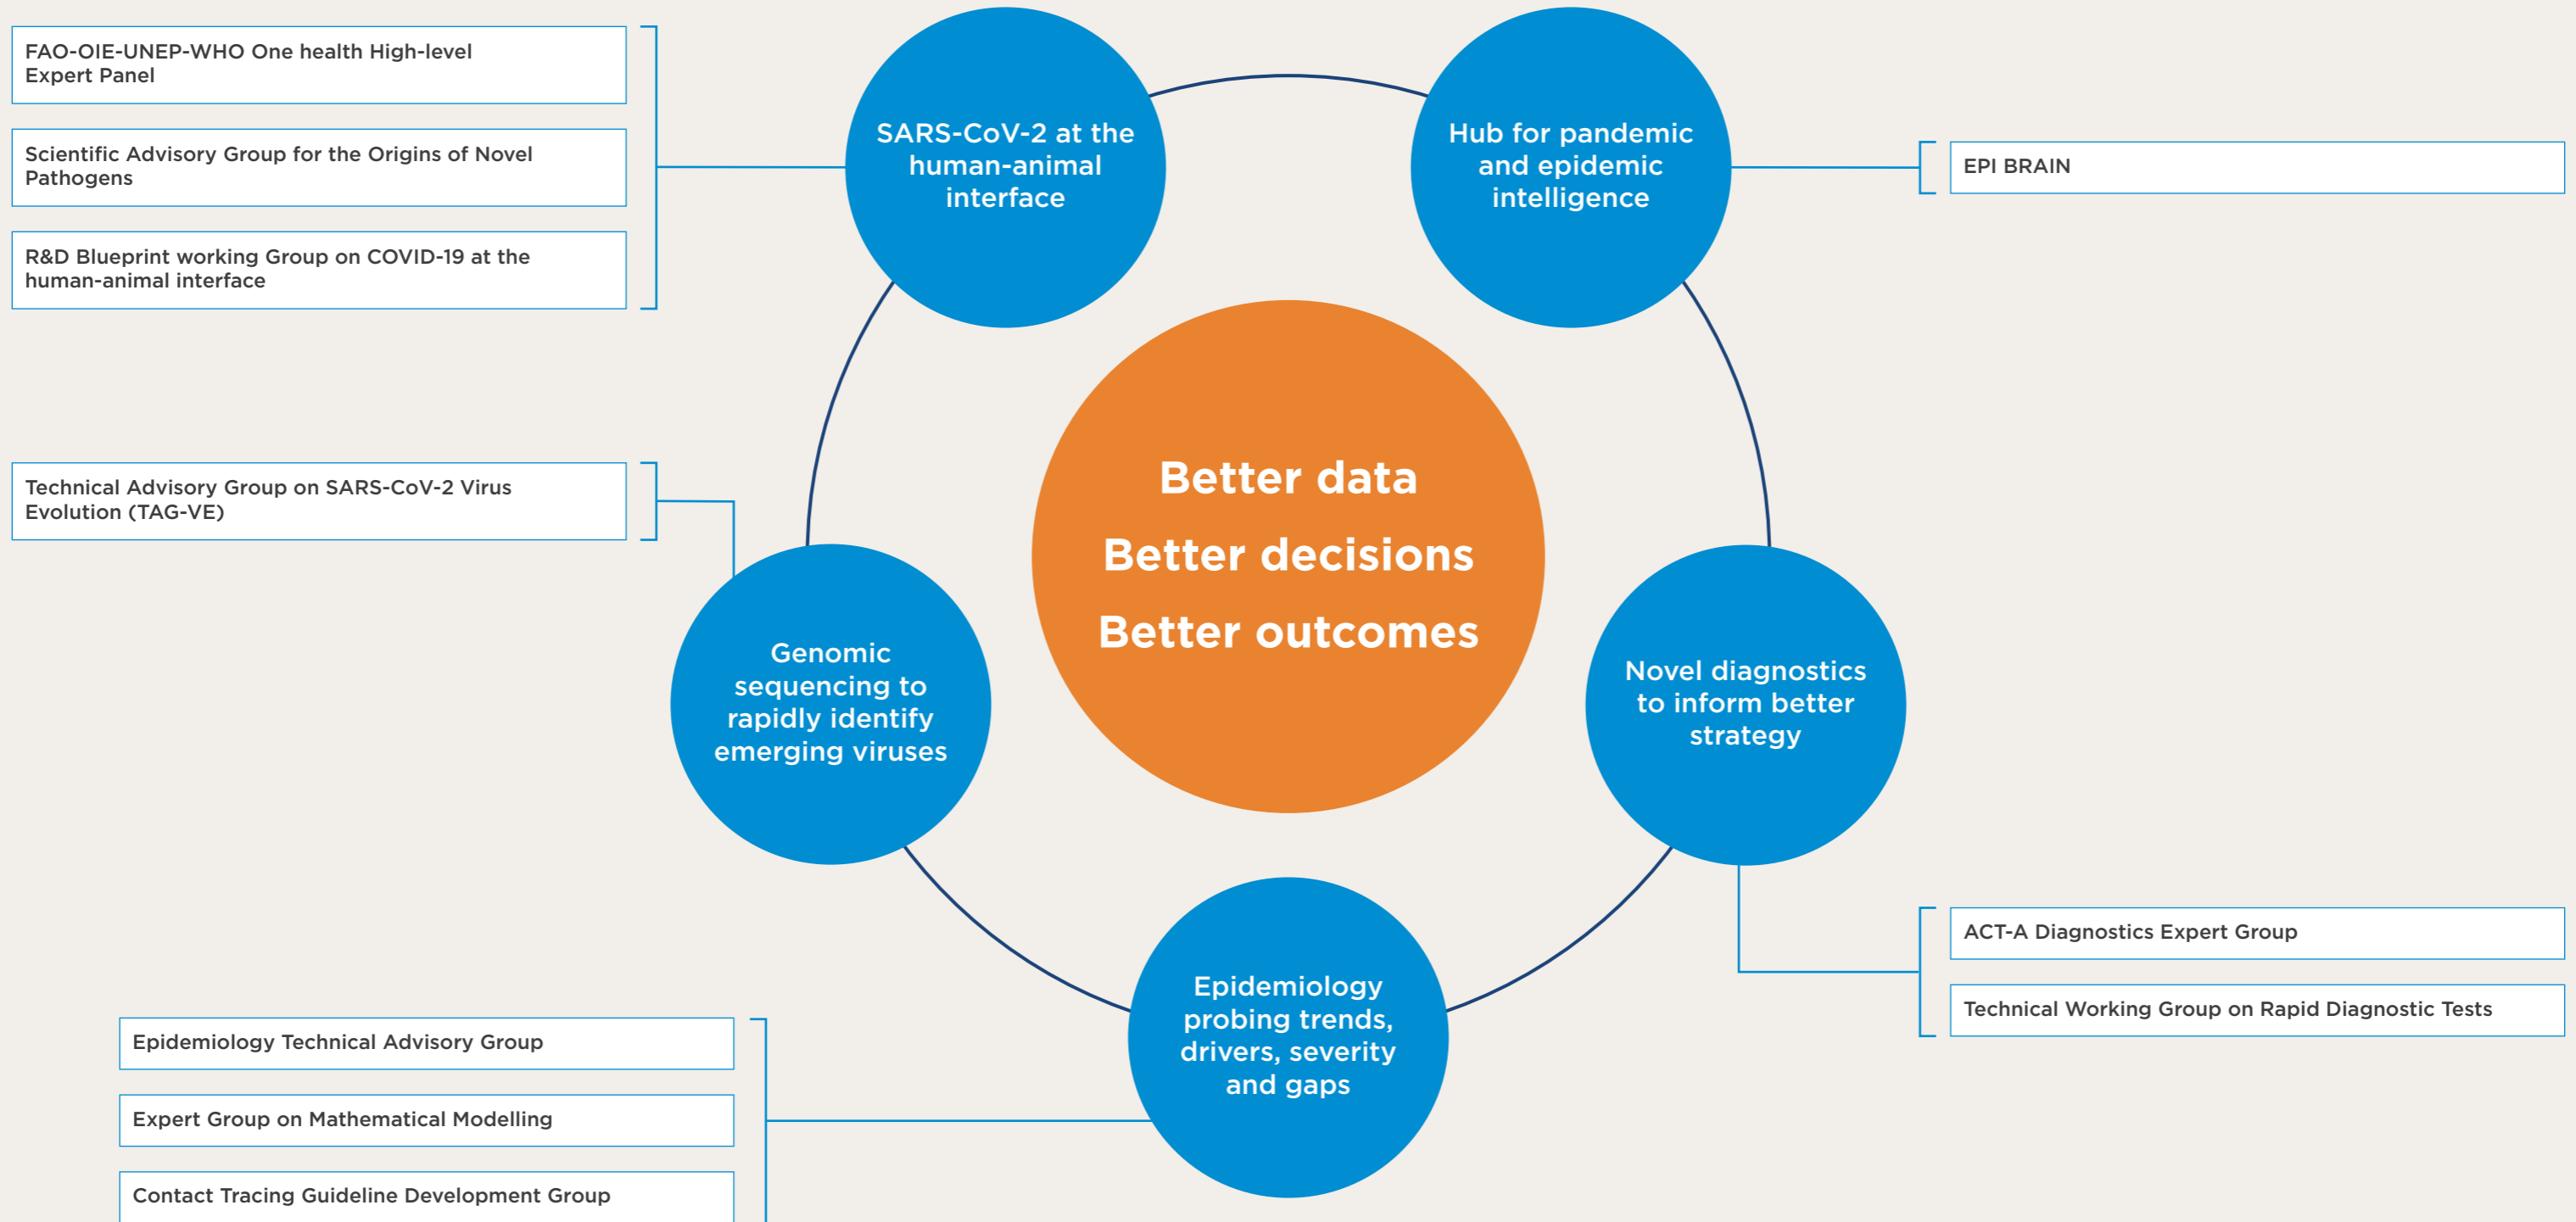 FAO-OIE-UNEP-WHO One health High-level
Expert Panel
Scientific Advisory Group for the Origins of Novel
Pathogens
R&D Blueprint working Group on COVID-19 at the
human-animal interface
SARS-CoV-2 at the
human-animal
interface
Hub for pandemic
and epidemic
intelligence
EPI BRAIN
Technical Advisory Group on SARS-CoV-2 Virus
Evolution (TAG-VE)
Better data
Better decisions
Better outcomes
Genomic
sequencing to
rapidly identify
emerging viruses
Novel diagnostics
to inform better
strategy
ACT-A Diagnostics Expert Group
Technical Working Group on Rapid Diagnostic Tests
Epidemiology
probing trends,
drivers, severity
and gaps
Epidemiology Technical Advisory Group
Expert Group on Mathematical Modelling
Contact Tracing Guideline Development Group